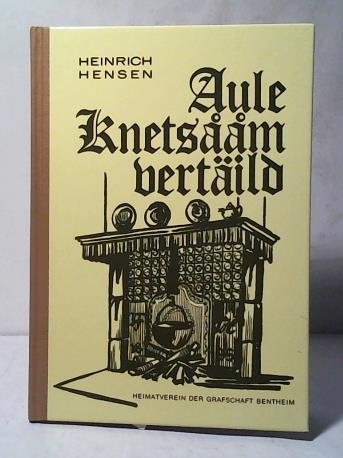 HEINRICH
HENSEN
Aule
Knetsååm
vertäild
HEIMATVEREIN DER GRAFSCHAFT BENTHEIM